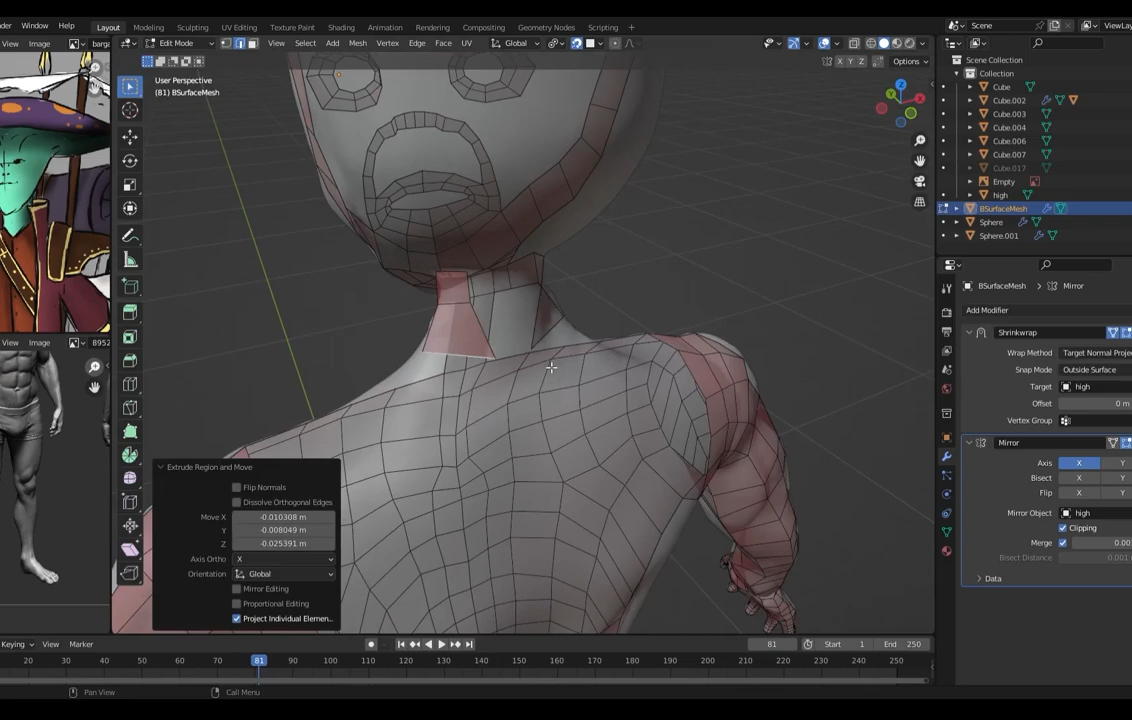 der Window Help Layout Modeling Sculpting UV Editing Texture Paint Shading Animation Rendering Compositing Geometry Nodes Scripting + Scene ViewLay
View Image barga Edit Mode View Select Add Mesh Vertex Edge Face UV Global
X Y Z Options
User Perspective
(81) BSurfaceMesh
Scene Collection
Collection
Cube
Cube.002
Cube.003
Cube.004
Cube.006
Cube.007
Cube.017
Empty
high
BSurfaceMesh
Sphere
Sphere.001
BSurfaceMesh > Mirror
Add Modifier
Shrinkwrap
Wrap Method Target Normal Proje
Snap Mode Outside Surface
Target high
Offset 0 m
Vertex Group
Mirror
Axis X Y
Bisect X Y
Flip X Y
Mirror Object high
Clipping
Merge 0.00
Bisect Distance 0.001
Data
View Image 8952
Extrude Region and Move
Flip Normals
Dissolve Orthogonal Edges
Move X -0.010308 m
Y -0.008049 m
Z -0.025391 m
Axis Ortho X
Orientation Global
Mirror Editing
Proportional Editing
Project Individual Elemen...
Keying View Marker 81 Start 1 End 250
20 30 40 50 60 70 81 90 100 110 120 130 140 150 160 170 180 190 200 210 220 230 240 250
Pan View Call Menu